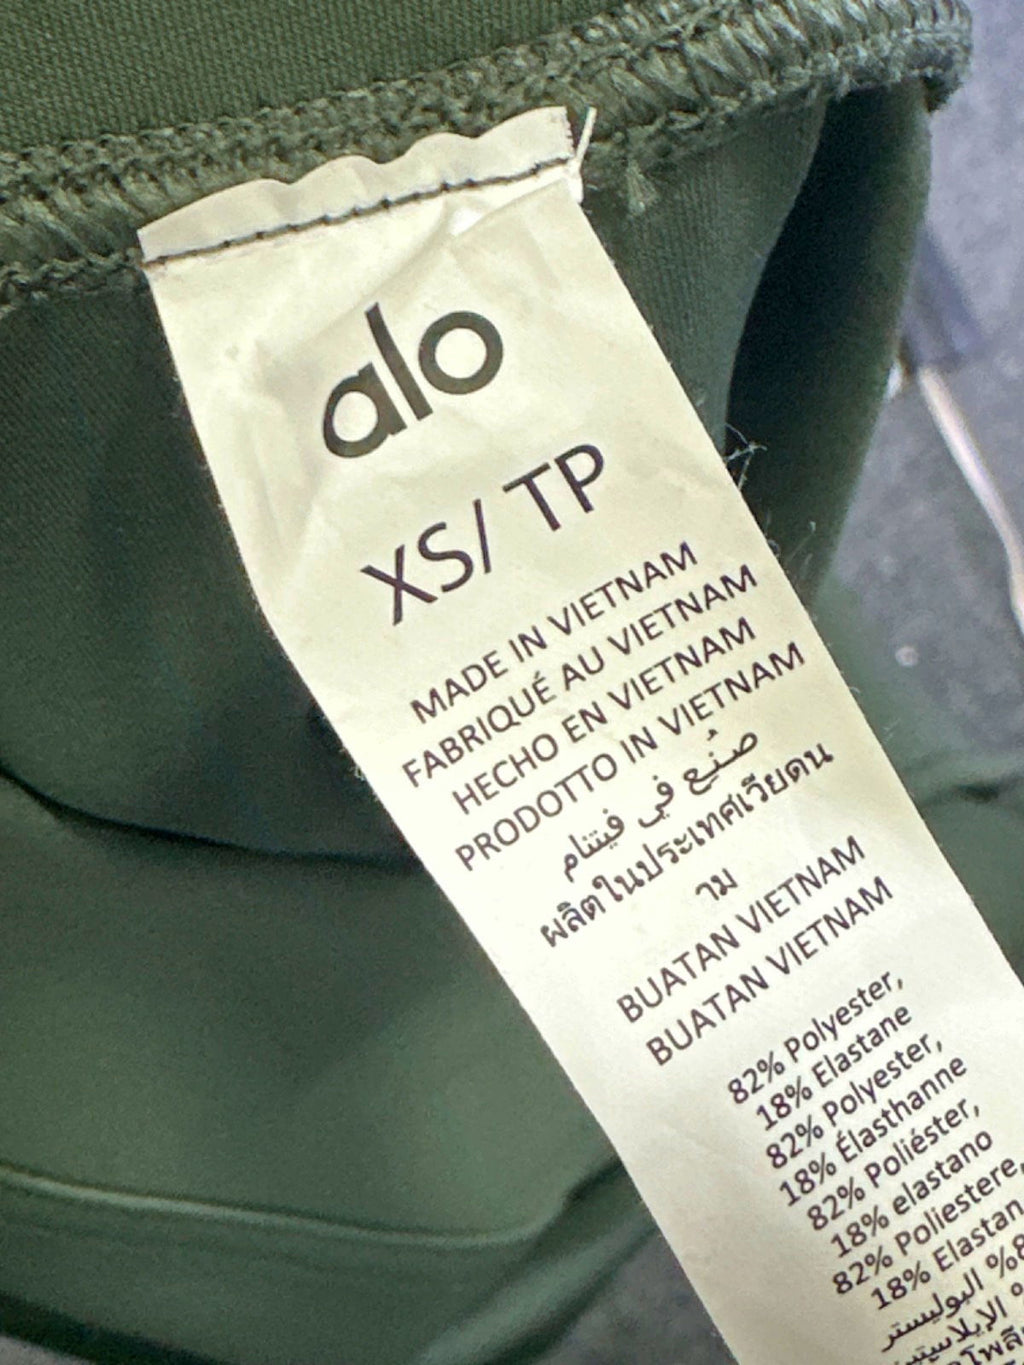 alo
XS/ TP
MADE IN VIETNAM
FABRIQUÉ AU VIETNAM
HECHO EN VIETNAM
PRODOTTO IN VIETNAM
صُنِع في فيتنام
ผลิตในประเทศเวียดน
าม
BUATAN VIETNAM
BUATAN VIETNAM
82% Polyester,
18% Elastane
82% Polyester,
18% Élasthanne
82% Poliéster,
18% elastano
82% Poliestere,
18% Elastan
% البوليستر
% الإيلاستين